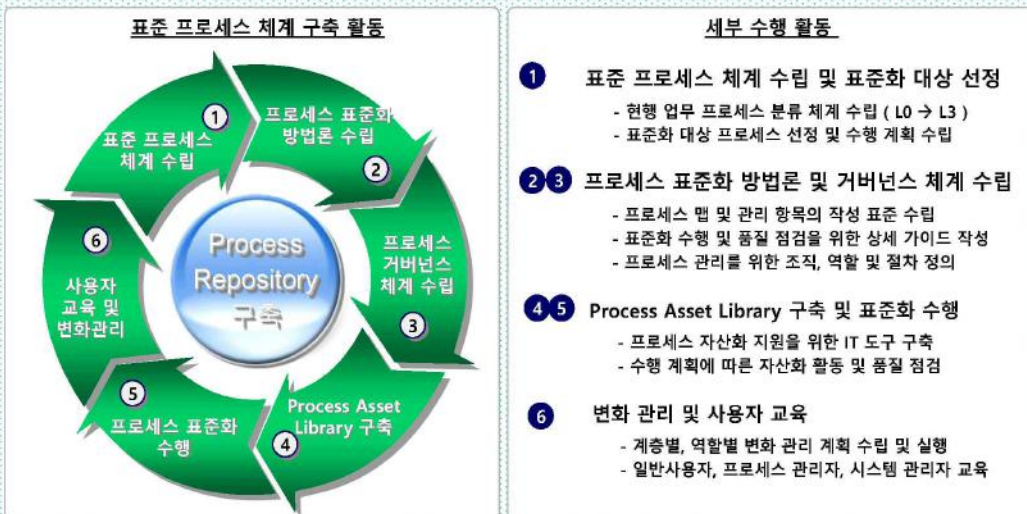 표준 프로세스 체계 구축 활동
1
표준 프로세스
체계 수립
프로세스 표준화
방법론 수립
2
프로세스
거버넌스
체계 수립
3
Process Asset
Library 구축
4
5
프로세스 표준화
수행
6
사용자
교육 및
변화관리
Process
Repository
구축
세부 수행 활동
1 표준 프로세스 체계 수립 및 표준화 대상 선정
- 현행 업무 프로세스 분류 체계 수립 ( L0 → L3 )
- 표준화 대상 프로세스 선정 및 수행 계획 수립
2 3 프로세스 표준화 방법론 및 거버넌스 체계 수립
- 프로세스 맵 및 관리 항목의 작성 표준 수립
- 표준화 수행 및 품질 점검을 위한 상세 가이드 작성
- 프로세스 관리를 위한 조직, 역할 및 절차 정의
4 5 Process Asset Library 구축 및 표준화 수행
- 프로세스 자산화 지원을 위한 IT 도구 구축
- 수행 계획에 따른 자산화 활동 및 품질 점검
6 변화 관리 및 사용자 교육
- 계층별, 역할별 변화 관리 계획 수립 및 실행
- 일반사용자, 프로세스 관리자, 시스템 관리자 교육